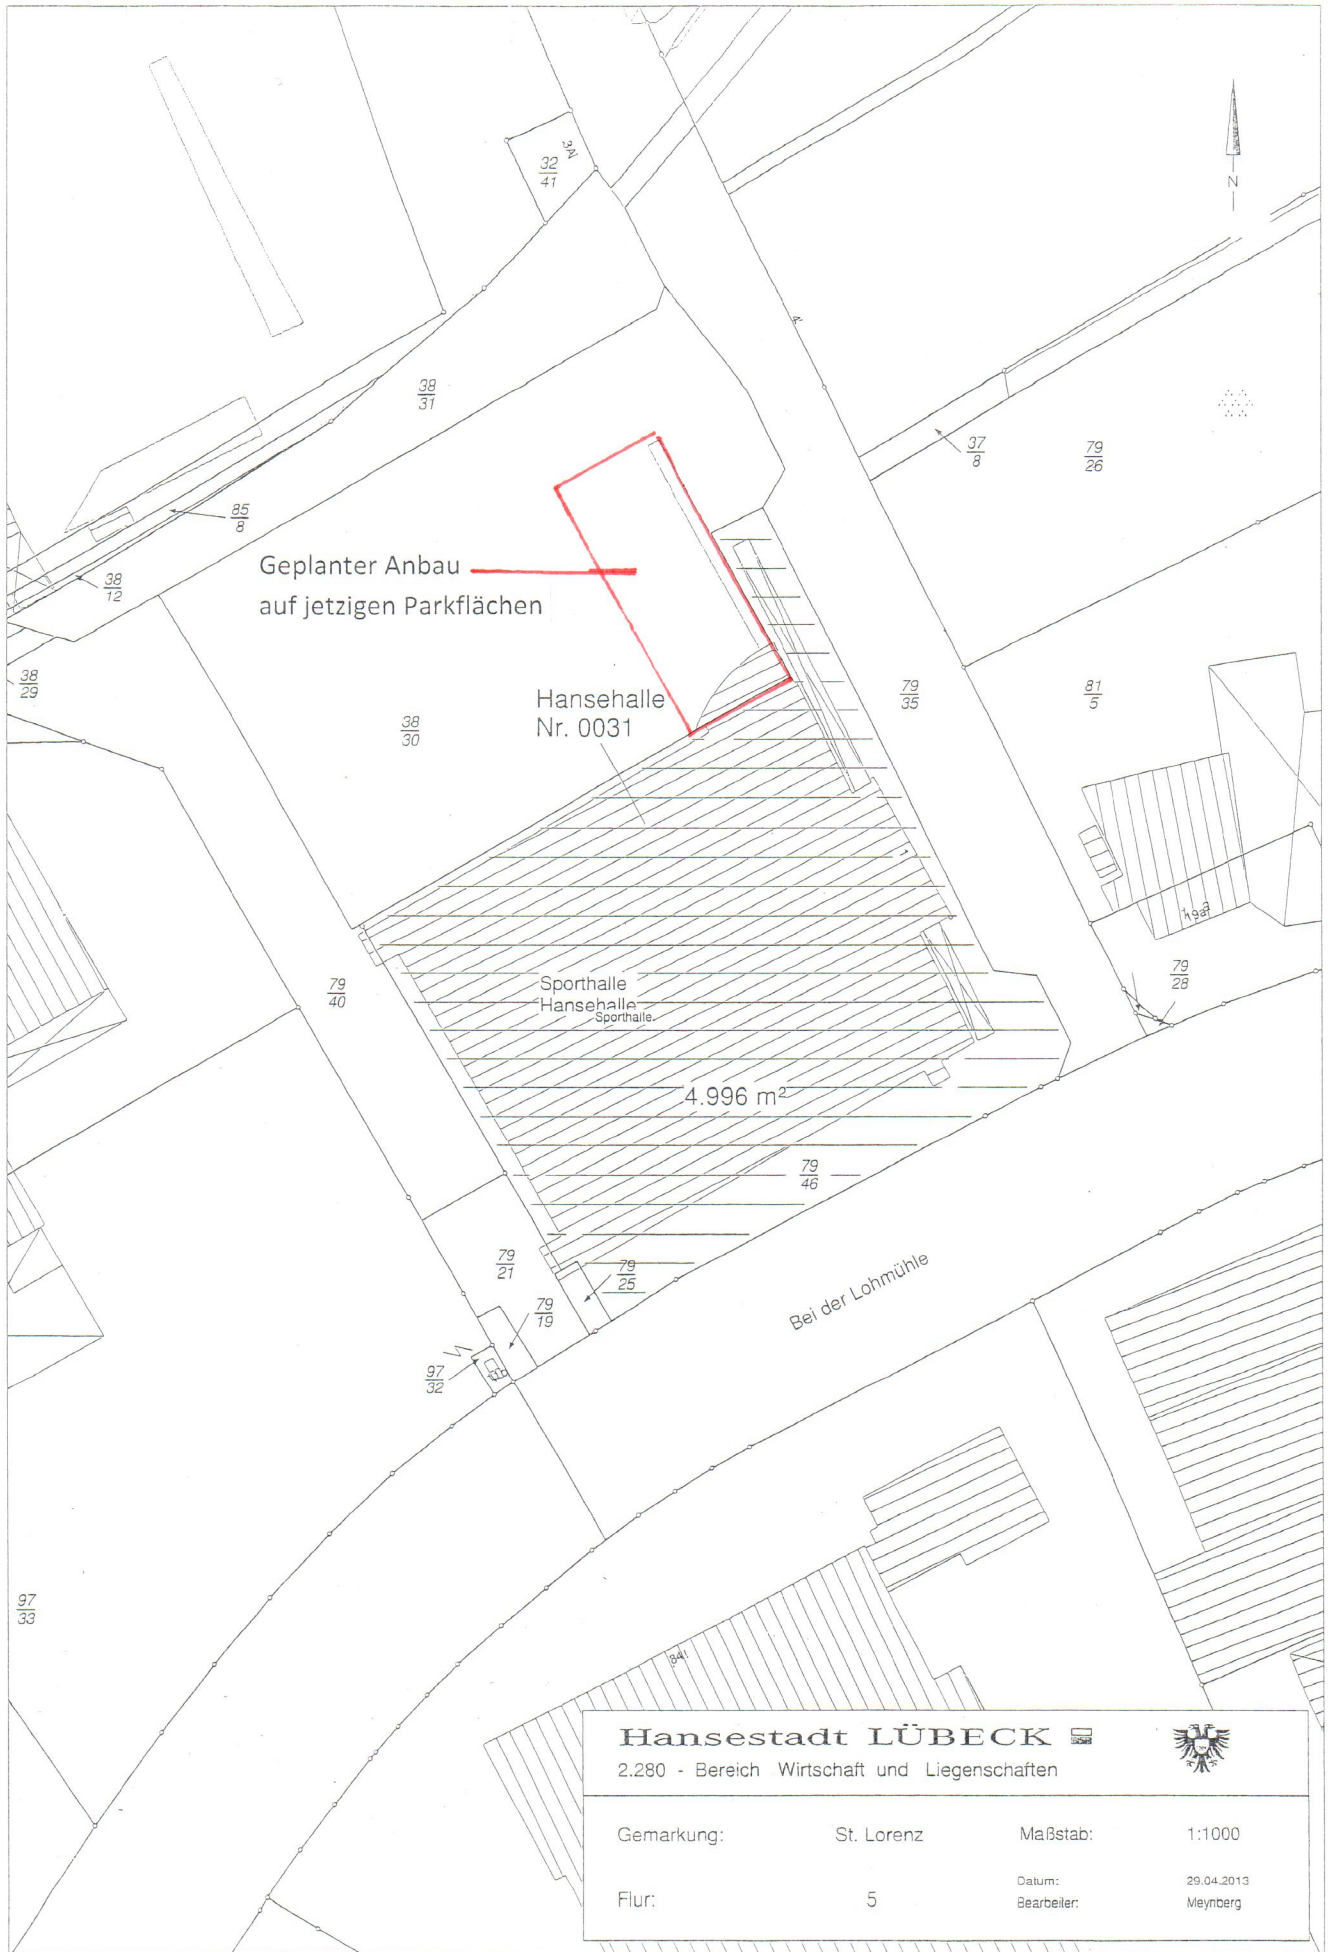 32
41
N
38
31
37
8
79
26
85
8
Geplanter Anbau
auf jetzigen Parkflächen
38
12
38
29
Hansehalle
Nr. 0031
38
30
79
35
81
5
79
40
Sporthalle
Hansehalle
Sporthalle
79
28
4.996 m²
79
46
79
21
79
25
79
19
Bei der Lohmühle
97
32
97
33
Hansestadt LÜBECK
2.280 - Bereich Wirtschaft und Liegenschaften
Gemarkung: St. Lorenz Maßstab: 1:1000
Datum: 29.04.2013
Flur: 5 Bearbeiter: Meynberg